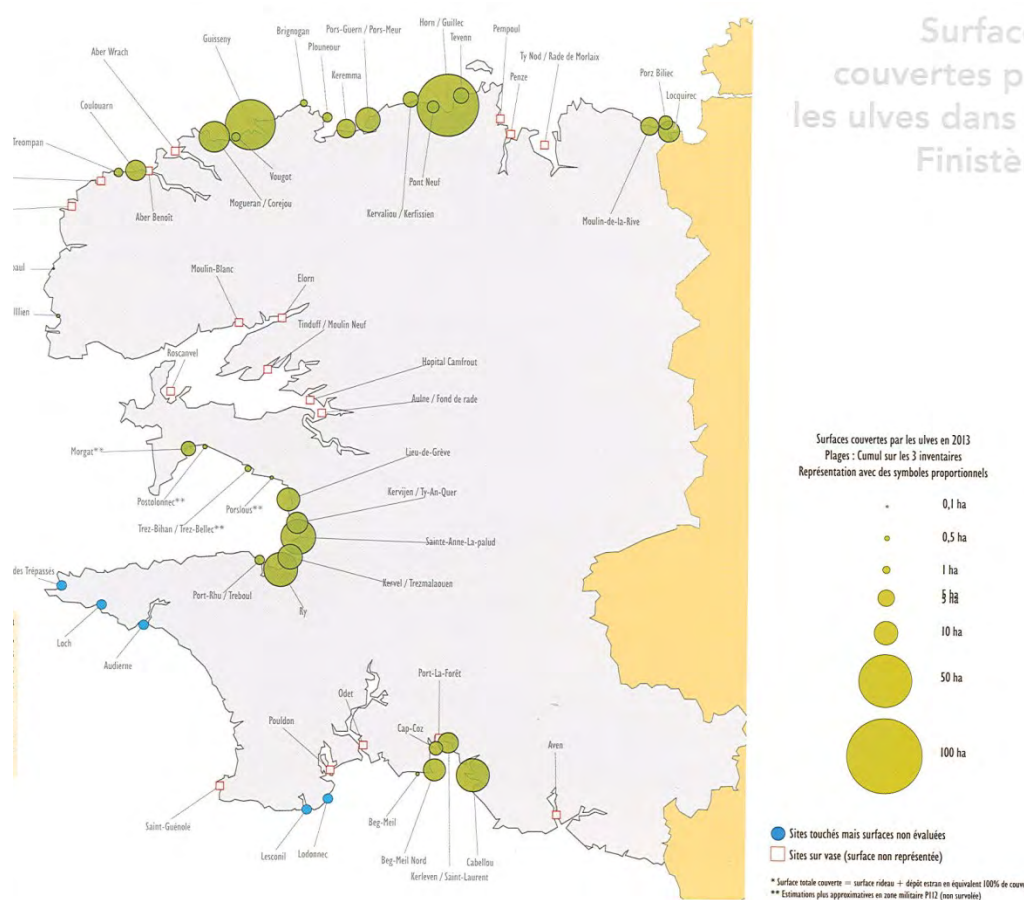 Surface
couvertes p
les ulves dans
Finistè
Guisseny
Brignogan
Plouneour
Keremma
Pors-Guern / Pors-Meur
Horn / Guillec
Tevenn
Pempoul
Penze
Ty Nod / Rade de Morlaix
Porz Biliec
Locquirec
Aber Wrach
Coulouarn
Treompan
Aber Benoît
Vougot
Mogueran / Corejou
Pont Neuf
Kervaliou / Kerfissien
Moulin-de-la-Rive
paul
Illien
Moulin-Blanc
Elorn
Tinduff / Moulin Neuf
Roscanvel
Hopital Camfrout
Aulne / Fond de rade
Morgat**
Postolonnec**
Porslous**
Trez-Bihan / Trez-Bellec**
Lieu-de-Grève
Kervijen / Ty-An-Quer
Sainte-Anne-La-palud
Kervel / Trezmalaouen
Ry
Port-Rhu / Treboul
des Trépassés
Loch
Audierne
Port-La-Forêt
Odet
Cap-Coz
Pouldon
Aven
Saint-Guénolé
Beg-Meil
Lesconil
Lodonnec
Beg-Meil Nord
Cabellou
Kerleven / Saint-Laurent
Surfaces couvertes par les ulves en 2013
Plages : Cumul sur les 3 inventaires
Représentation avec des symboles proportionnels
0,1 ha
0,5 ha
1 ha
5 ha
10 ha
50 ha
100 ha
Sites touchés mais surfaces non évaluées
Sites sur vase (surface non représentée)
* Surface totale couverte = surface rideau + dépôt estran en équivalent 100% de couv
** Estimations plus approximatives en zone militaire P112 (non survolée)